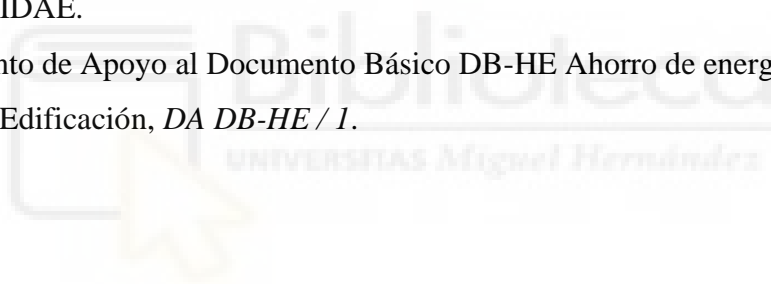 IDAE.
nto de Apoyo al Documento Básico DB-HE Ahorro de energ
Edificación, DA DB-HE / 1.
Biblioteca
UNIVERSITAS Miguel Hernández